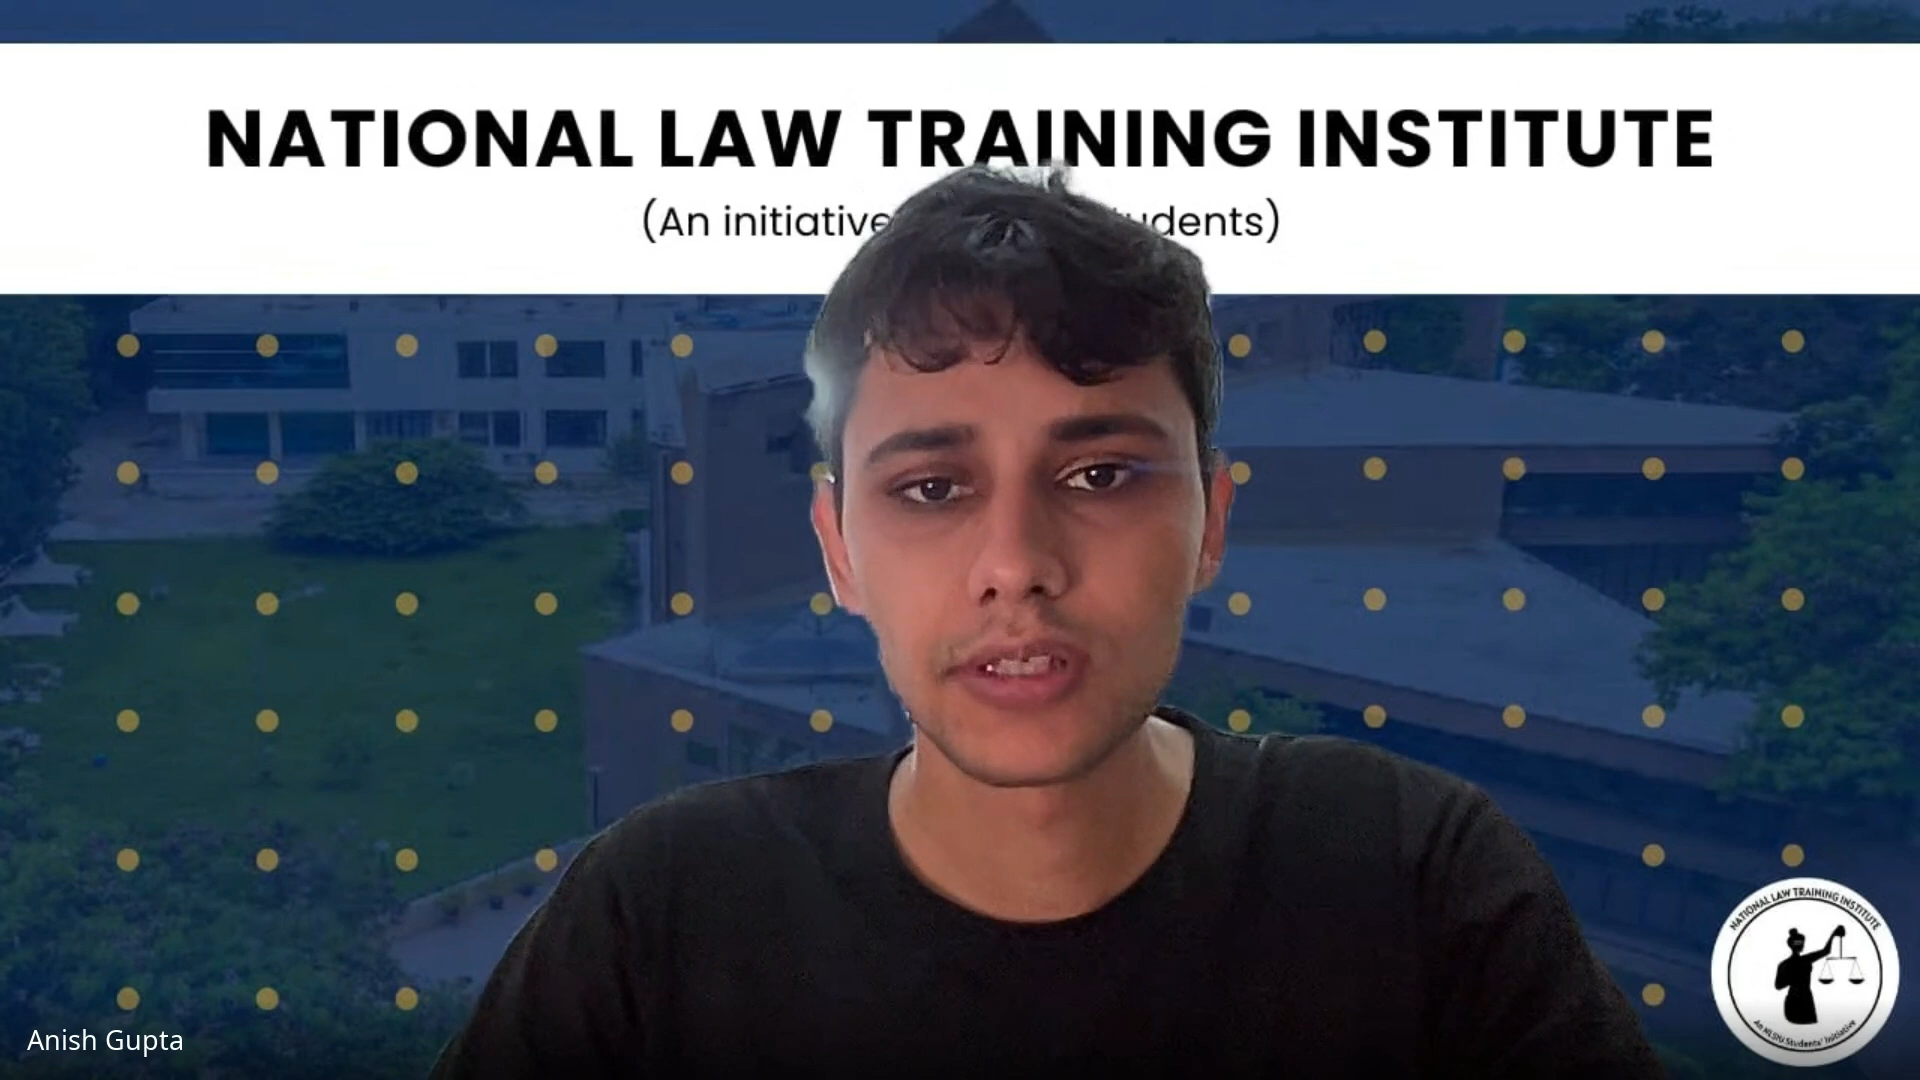 NATIONAL LAW TRAINING INSTITUTE
(An initiative udents)
NATIONAL LAW TRAINING INSTITUTE
An NLSIU Students' Initiative
Anish Gupta